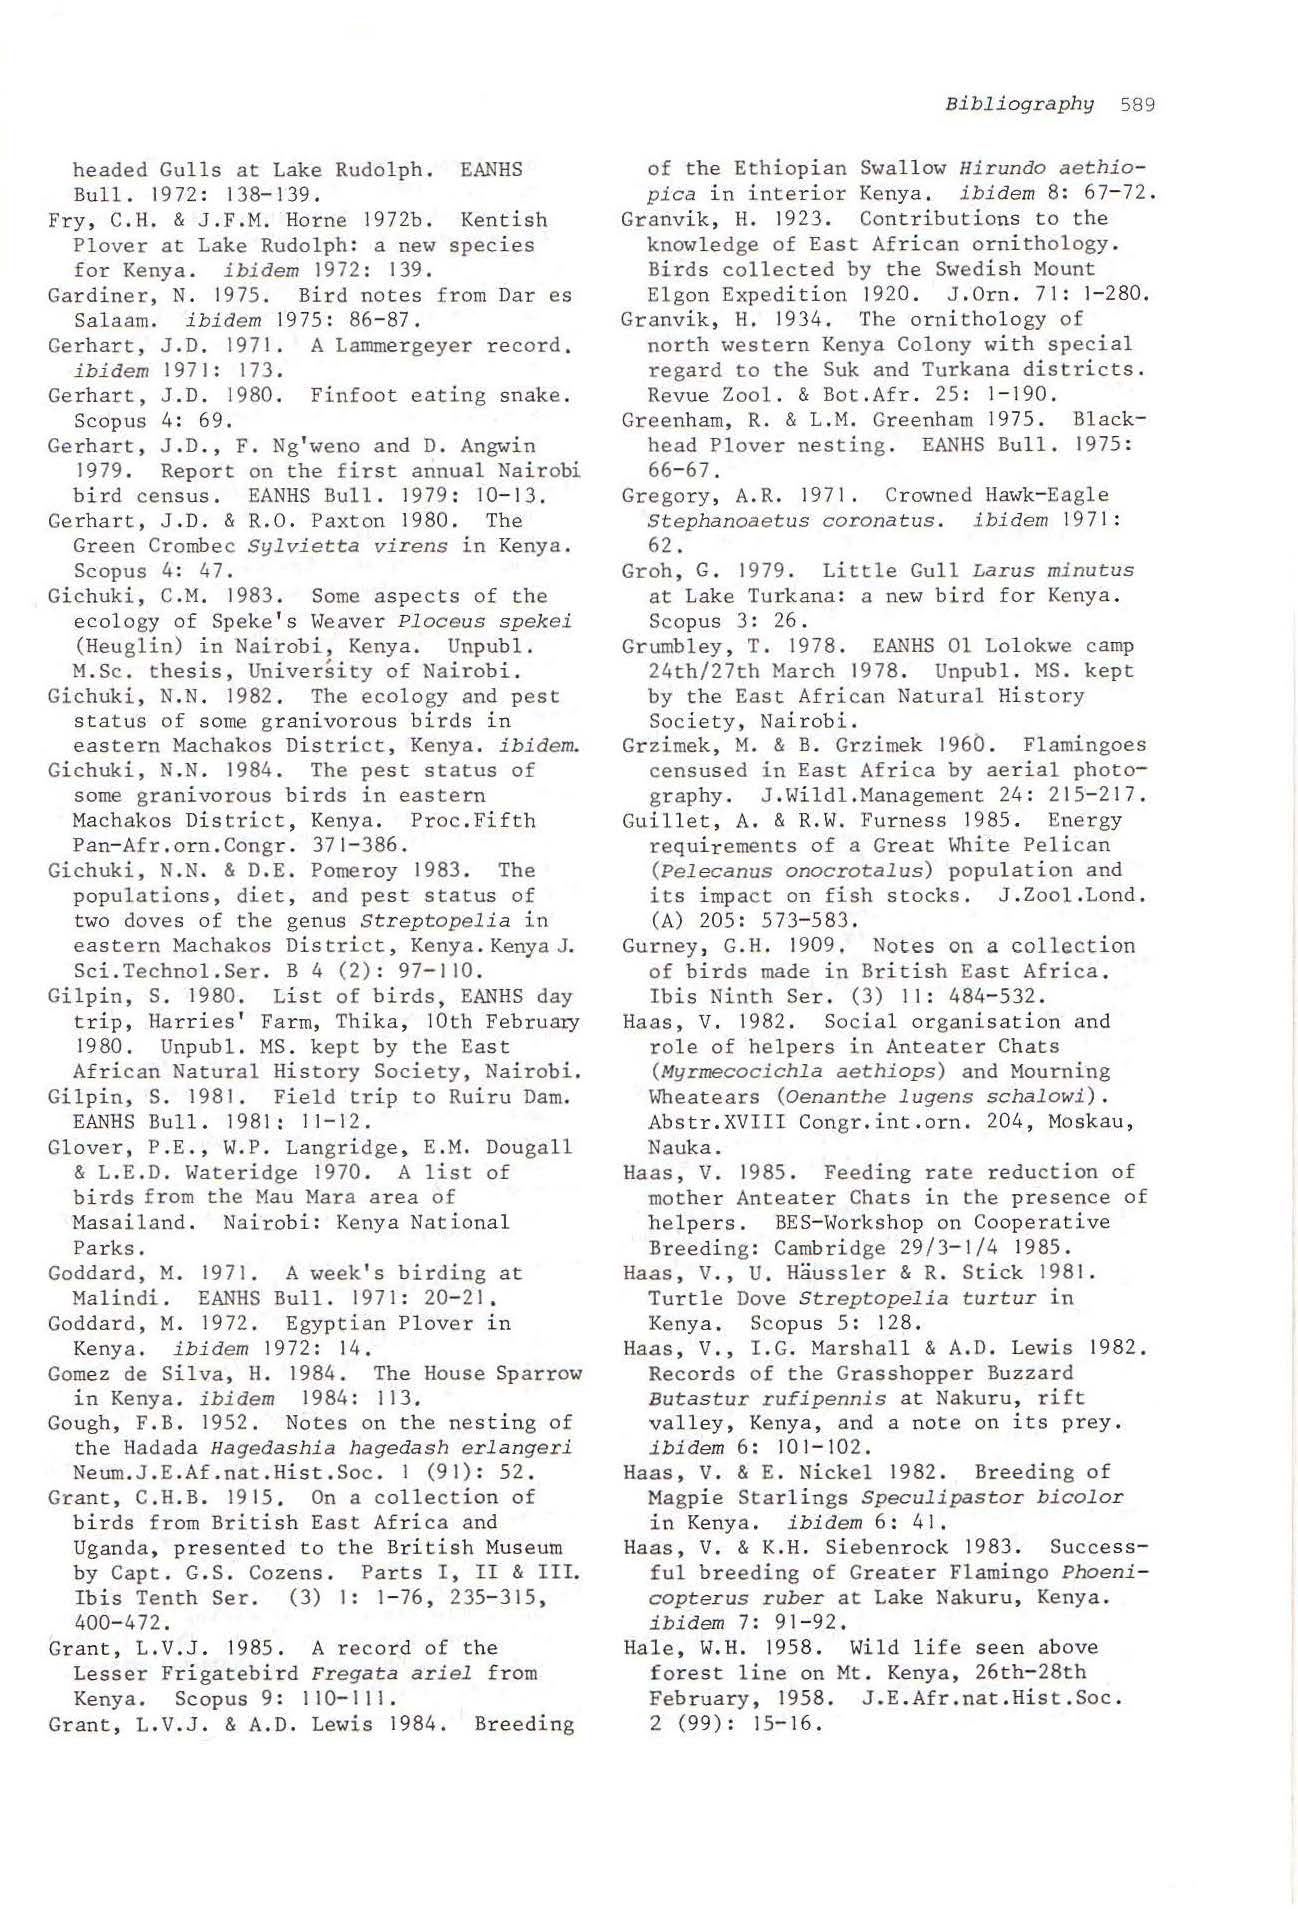 Bibliography 589
headed Gulls at Lake Rudolph. EANHS
Bull. 1972: 138-139.
Fry, C.H. & J.F.M. Horne 1972b. Kentish
Plover at Lake Rudolph: a new species
for Kenya. ibidem 1972: 139.
Gardiner, N. 1975. Bird notes from Dar es
Salaam. ibidem 1975: 86-87.
Gerhart, J.D. 1971. A Lammergeyer record.
ibidem 1971: 173.
Gerhart, J.D. 1980. Finfoot eating snake.
Scopus 4: 69.
Gerhart, J.D., F. Ng'weno and D. Angwin
1979. Report on the first annual Nairobi
bird census. EANHS Bull. 1979: 10-13.
Gerhart, J.D. & R.O. Paxton 1980. The
Green Crombec Sylvietta virens in Kenya.
Scopus 4: 47.
Gichuki, C.M. 1983. Some aspects of the
ecology of Speke's Weaver Ploceus spekei
(Heuglin) in Nairobi, Kenya. Unpubl.
M.Sc. thesis, University of Nairobi.
Gichuki, N.N. 1982. The ecology and pest
status of some granivorous birds in
eastern Machakos District, Kenya. ibidem.
Gichuki, N.N. 1984. The pest status of
some granivorous birds in eastern
Machakos District, Kenya. Proc.Fifth
Pan-Afr.orn.Congr. 371-386.
Gichuki, N.N. & D.E. Pomeroy 1983. The
populations, diet, and pest status of
two doves of the genus Streptopelia in
eastern Machakos District, Kenya. Kenya J.
Sci.Technol.Ser. B 4 (2): 97-110.
Gilpin, S. 1980. List of birds, EANHS day
trip, Harries' Farm, Thika, 10th February
1980. Unpubl. MS. kept by the East
African Natural History Society, Nairobi.
Gilpin, S. 1981. Field trip to Ruiru Dam.
EANHS Bull. 1981: 11-12.
Glover, P.E., W.P. Langridge, E.M. Dougall
& L.E.D. Wateridge 1970. A list of
birds from the Mau Mara area of
Masailand. Nairobi: Kenya National
Parks.
Goddard, M. 1971. A week's birding at
Malindi. EANHS Bull. 1971: 20-21.
Goddard, M. 1972. Egyptian Plover in
Kenya. ibidem 1972: 14.
Gomez de Silva, H. 1984. The House Sparrow
in Kenya. ibidem 1984: 113.
Gough, F.B. 1952. Notes on the nesting of
the Hadada Hagedashia hagedash erlangeri
Neum.J.E.Af.nat.Hist.Soc. 1 (91): 52.
Grant, C.H.B. 1915. On a collection of
birds from British East Africa and
Uganda, presented to the British Museum
by Capt. G.S. Cozens. Parts I, II & III.
Ibis Tenth Ser. (3) 1: 1-76, 235-315,
400-472.
Grant, L.V.J. 1985. A record of the
Lesser Frigatebird Fregata ariel from
Kenya. Scopus 9: 110-111.
Grant, L.V.J. & A.D. Lewis 1984. Breeding
of the Ethiopian Swallow Hirundo aethio-
pica in interior Kenya. ibidem 8: 67-72.
Granvik, H. 1923. Contributions to the
knowledge of East African ornithology.
Birds collected by the Swedish Mount
Elgon Expedition 1920. J.Orn. 71: 1-280.
Granvik, H. 1934. The ornithology of
north western Kenya Colony with special
regard to the Suk and Turkana districts.
Revue Zool. & Bot.Afr. 25: 1-190.
Greenham, R. & L.M. Greenham 1975. Black-
head Plover nesting. EANHS Bull. 1975:
66-67.
Gregory, A.R. 1971. Crowned Hawk-Eagle
Stephanoaetus coronatus. ibidem 1971:
62.
Groh, G. 1979. Little Gull Larus minutus
at Lake Turkana: a new bird for Kenya.
Scopus 3: 26.
Grumbley, T. 1978. EANHS Ol Lolokwe camp
24th/27th March 1978. Unpubl. MS. kept
by the East African Natural History
Society, Nairobi.
Grzimek, M. & B. Grzimek 1960. Flamingoes
censused in East Africa by aerial photo-
graphy. J.Wildl.Management 24: 215-217.
Guillet, A. & R.W. Furness 1985. Energy
requirements of a Great White Pelican
(Pelecanus onocrotalus) population and
its impact on fish stocks. J.Zool.Lond.
(A) 205: 573-583.
Gurney, G.H. 1909. Notes on a collection
of birds made in British East Africa.
Ibis Ninth Ser. (3) 11: 484-532.
Haas, V. 1982. Social organisation and
role of helpers in Anteater Chats
(Myrmecocichla aethiops) and Mourning
Wheatears (Oenanthe lugens schalowi).
Abstr.XVIII Congr.int.orn. 204, Moskau,
Nauka.
Haas, V. 1985. Feeding rate reduction of
mother Anteater Chats in the presence of
helpers. BES-Workshop on Cooperative
Breeding: Cambridge 29/3-1/4 1985.
Haas, V., U. Häussler & R. Stick 1981.
Turtle Dove Streptopelia turtur in
Kenya. Scopus 5: 128.
Haas, V., I.G. Marshall & A.D. Lewis 1982.
Records of the Grasshopper Buzzard
Butastur rufipennis at Nakuru, rift
valley, Kenya, and a note on its prey.
ibidem 6: 101-102.
Haas, V. & E. Nickel 1982. Breeding of
Magpie Starlings Speculipastor bicolor
in Kenya. ibidem 6: 41.
Haas, V. & K.H. Siebenrock 1983. Success-
ful breeding of Greater Flamingo Phoeni-
copterus ruber at Lake Nakuru, Kenya.
ibidem 7: 91-92.
Hale, W.H. 1958. Wild life seen above
forest line on Mt. Kenya, 26th-28th
February, 1958. J.E.Afr.nat.Hist.Soc.
2 (99): 15-16.